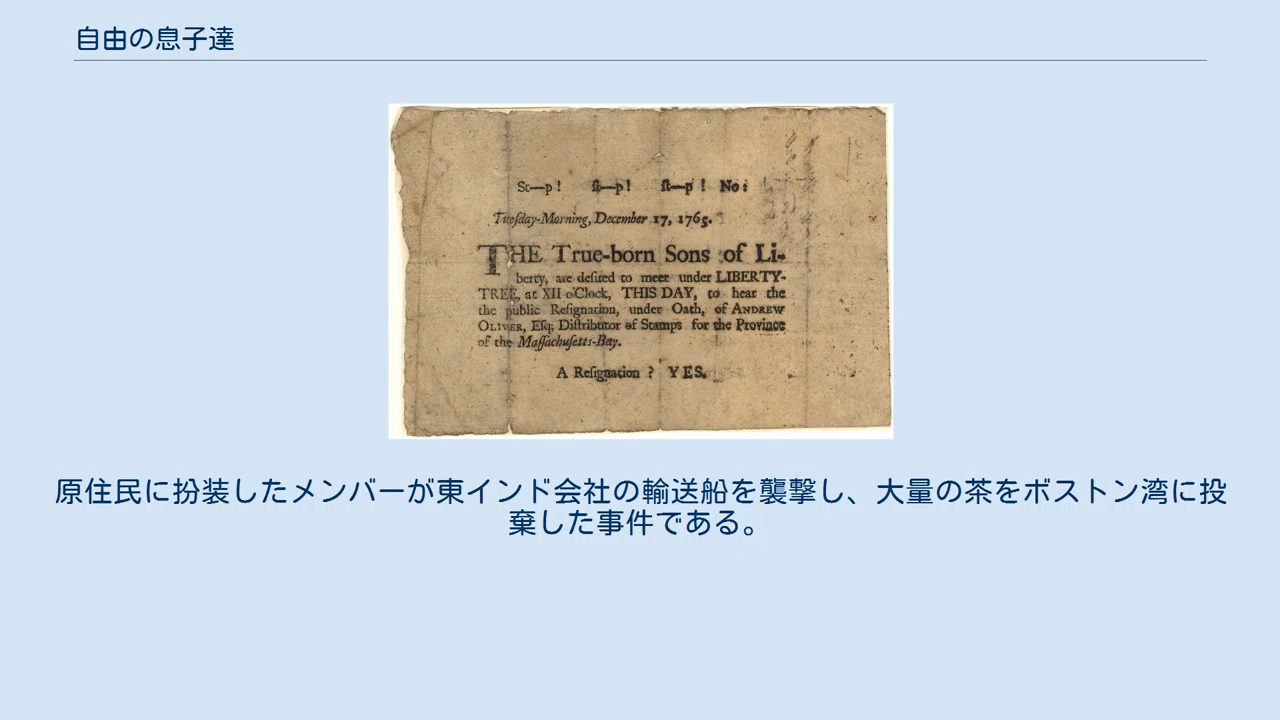 自由の息子達
St—p! ſt—p! ſt—p! No:
Tueſday-Morning, December 17, 1765.
THE True-born Sons of Li-
berty, are deſired to meet under LIBERTY-
TREE, at XII o'Clock, THIS DAY, to hear the
the public Reſignation, under Oath, of ANDREW
OLIVER, Eſq; Diſtributor of Stamps for the Province
of the Maſſachuſetts-Bay.
A Reſignation ? YES.
原住民に扮装したメンバーが東インド会社の輸送船を襲撃し、大量の茶をボストン湾に投
棄した事件である。